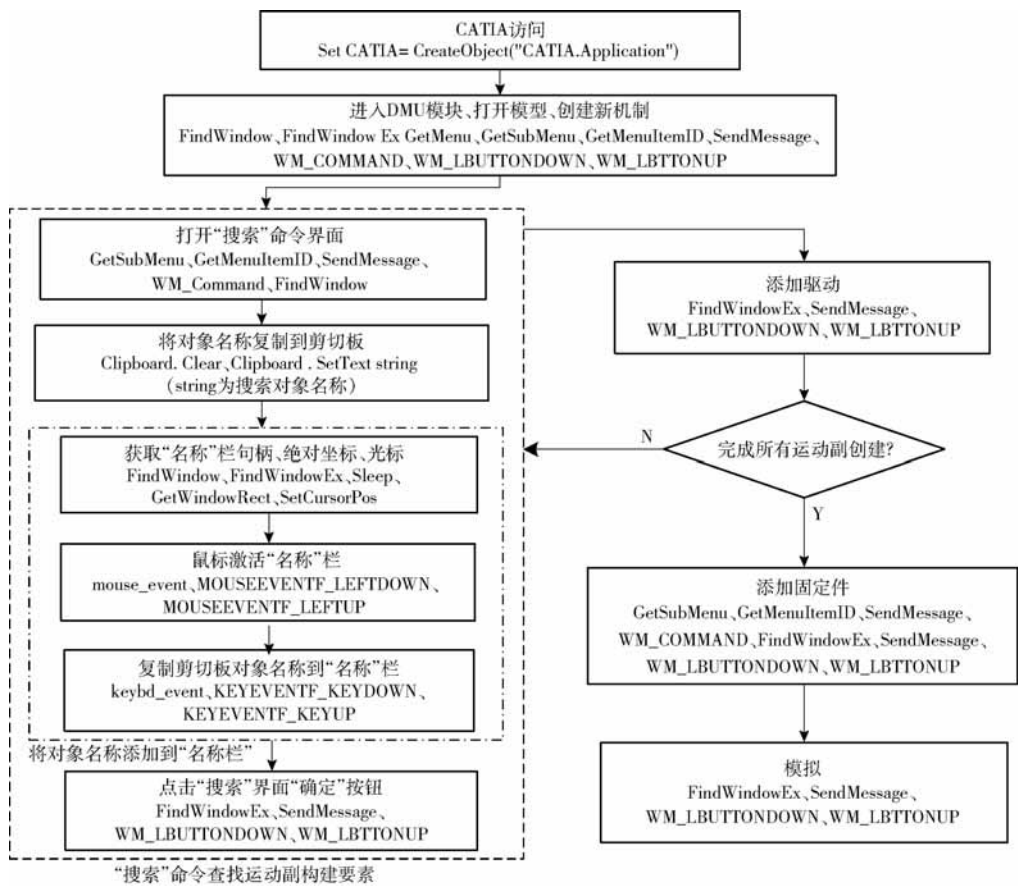 CATIA访问
Set CATIA= CreateObject("CATIA.Application")
进入DMU模块、打开模型、创建新机制
FindWindow、FindWindow Ex GetMenu、GetSubMenu、GetMenuItemID、SendMessage、
WM_COMMAND、WM_LBUTTONDOWN、WM_LBTTONUP
打开“搜索”命令界面
GetSubMenu、GetMenuItemID、SendMessage、
WM_Command、FindWindow
将对象名称复制到剪切板
Clipboard. Clear、Clipboard . SetText string
(string为搜索对象名称)
获取“名称”栏句柄、绝对坐标、光标
FindWindow、FindWindowEx、Sleep、
GetWindowRect、SetCursorPos
鼠标激活“名称”栏
mouse_event、MOUSEEVENTF_LEFTDOWN、
MOUSEEVENTF_LEFTUP
复制剪切板对象名称到“名称”栏
keybd_event、KEYEVENTF_KEYDOWN、
KEYEVENTF_KEYUP
将对象名称添加到“名称栏”
点击“搜索”界面“确定”按钮
FindWindowEx、SendMessage、
WM_LBUTTONDOWN、WM_LBTTONUP
“搜索”命令查找运动副构建要素
添加驱动
FindWindowEx、SendMessage、
WM_LBUTTONDOWN、WM_LBTTONUP
N
完成所有运动副创建?
Y
添加固定件
GetSubMenu、GetMenuItemID、SendMessage、
WM_COMMAND、FindWindowEx、SendMessage、
WM_LBUTTONDOWN、WM_LBTTONUP
模拟
FindWindowEx、SendMessage、
WM_LBUTTONDOWN、WM_LBTTONUP